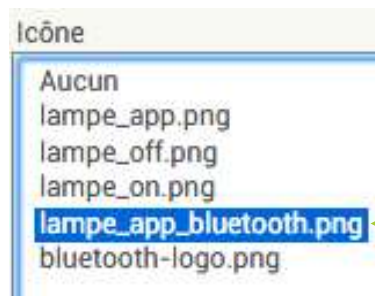 Icône
Aucun
lampe_app.png
lampe_off.png
lampe_on.png
lampe_app_bluetooth.png
bluetooth-logo.png